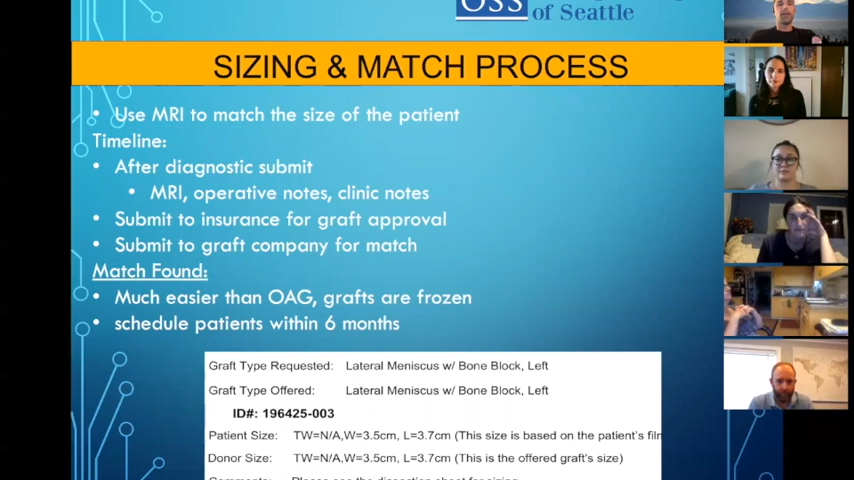 OSS
of Seattle
SIZING & MATCH PROCESS
• Use MRI to match the size of the patient
Timeline:
• After diagnostic submit
• MRI, operative notes, clinic notes
• Submit to insurance for graft approval
• Submit to graft company for match
Match Found:
• Much easier than OAG, grafts are frozen
• schedule patients within 6 months
Graft Type Requested: Lateral Meniscus w/ Bone Block, Left
Graft Type Offered: Lateral Meniscus w/ Bone Block, Left
ID#: 196425-003
Patient Size: TW=N/A,W=3.5cm, L=3.7cm (This size is based on the patient's
Donor Size: TW=N/A,W=3.5cm, L=3.7cm (This is the offered graft's size)